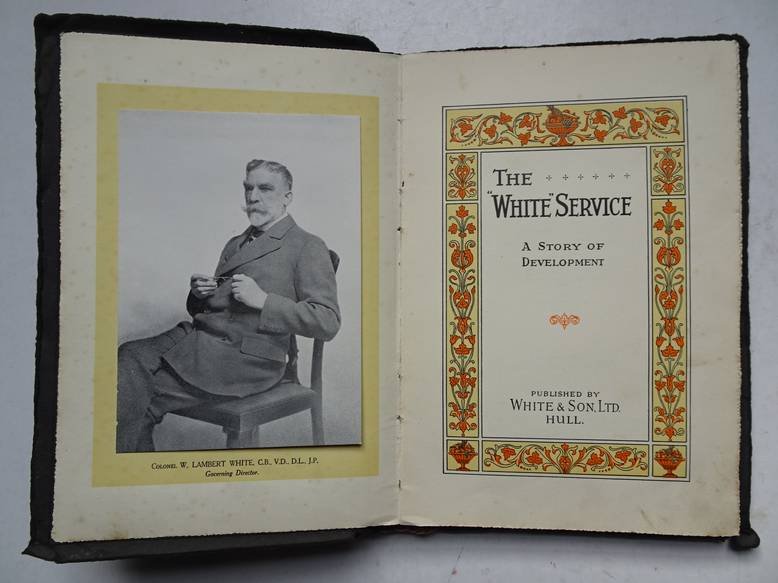 COLONEL W. LAMBERT WHITE, C.B., V.D., D.L., J.P.
Governing Director.
THE
"WHITE" SERVICE
A STORY OF
DEVELOPMENT
PUBLISHED BY
WHITE & SON, LTD.
HULL.